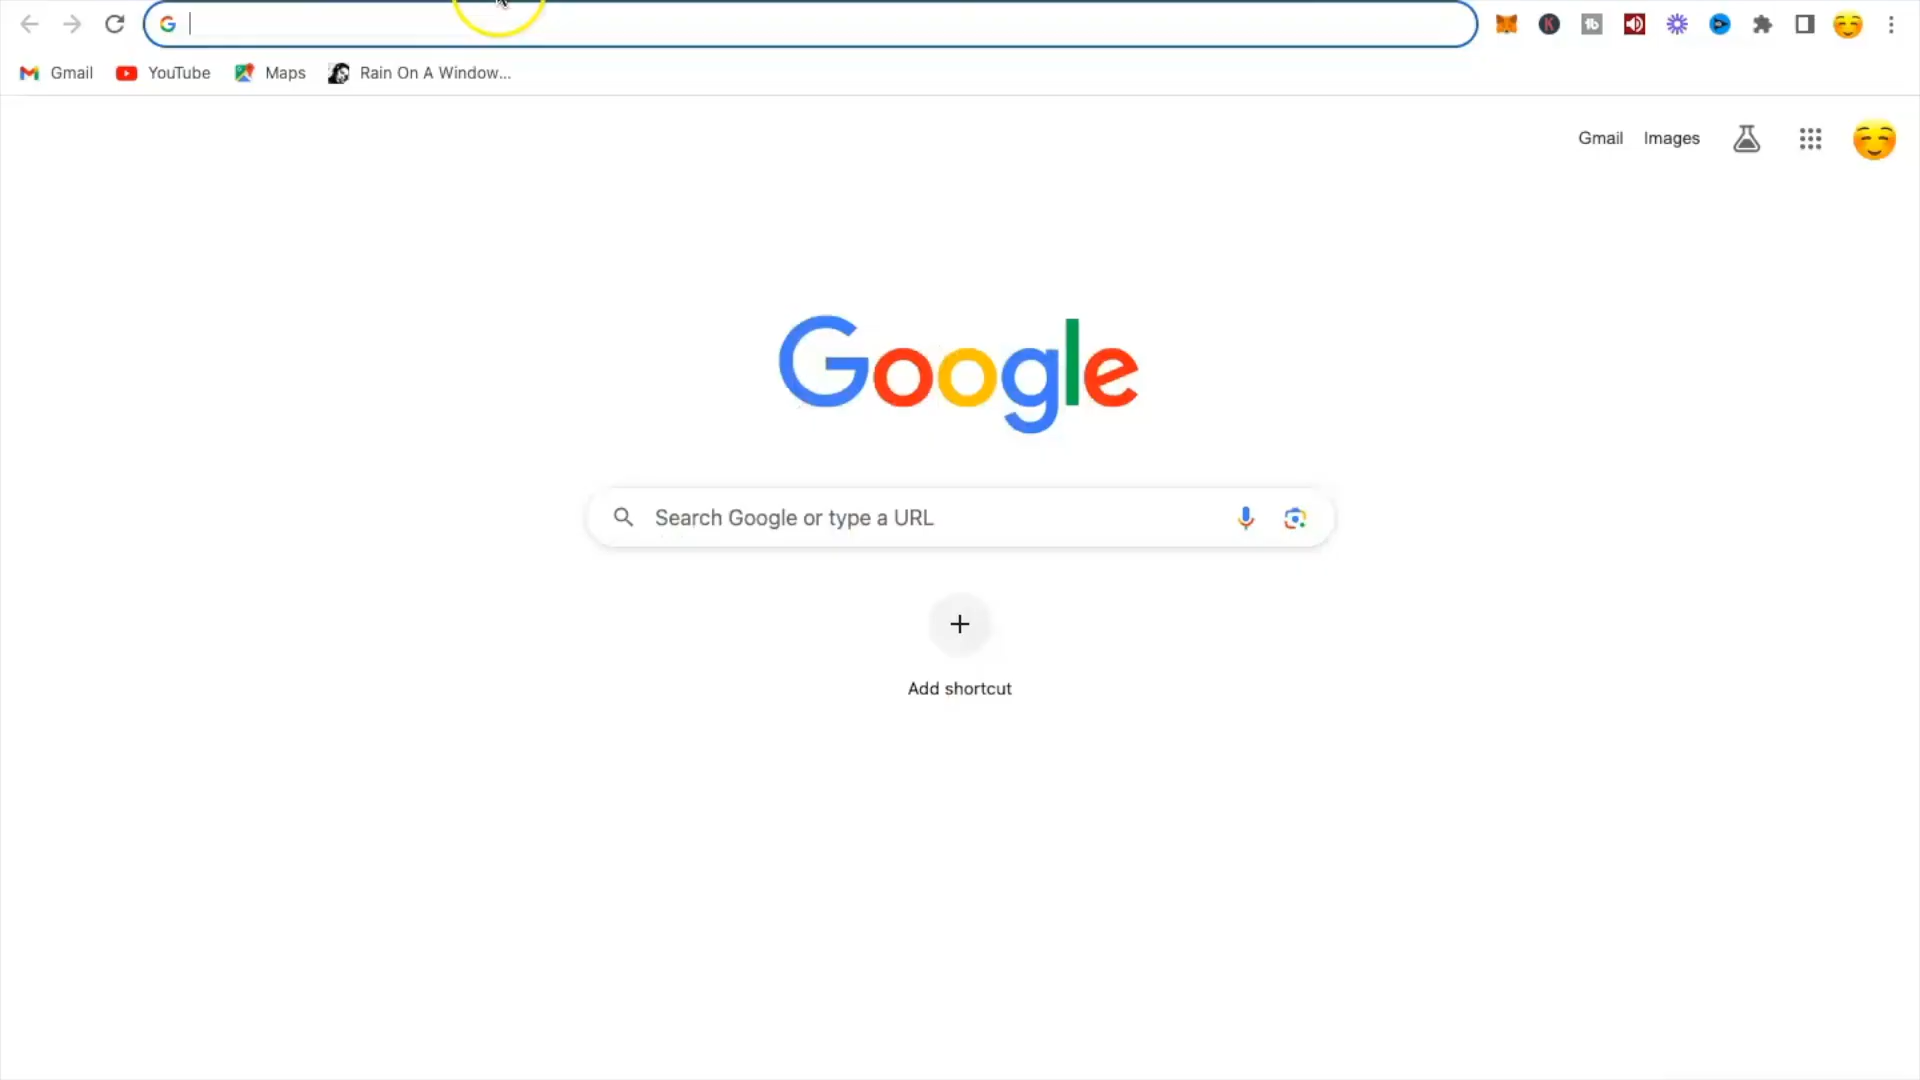 Gmail YouTube Maps Rain On A Window...
Gmail Images
Google
Search Google or type a URL
Add shortcut